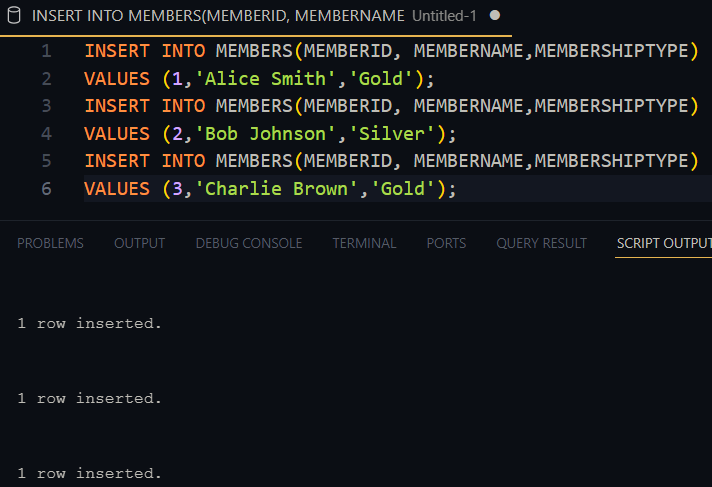 INSERT INTO MEMBERS(MEMBERID, MEMBERNAME Untitled-1
1 INSERT INTO MEMBERS(MEMBERID, MEMBERNAME,MEMBERSHIPTYPE)
2 VALUES (1,'Alice Smith','Gold');
3 INSERT INTO MEMBERS(MEMBERID, MEMBERNAME,MEMBERSHIPTYPE)
4 VALUES (2,'Bob Johnson','Silver');
5 INSERT INTO MEMBERS(MEMBERID, MEMBERNAME,MEMBERSHIPTYPE)
6 VALUES (3,'Charlie Brown','Gold');
PROBLEMS OUTPUT DEBUG CONSOLE TERMINAL PORTS QUERY RESULT SCRIPT OUTPUT
1 row inserted.
1 row inserted.
1 row inserted.